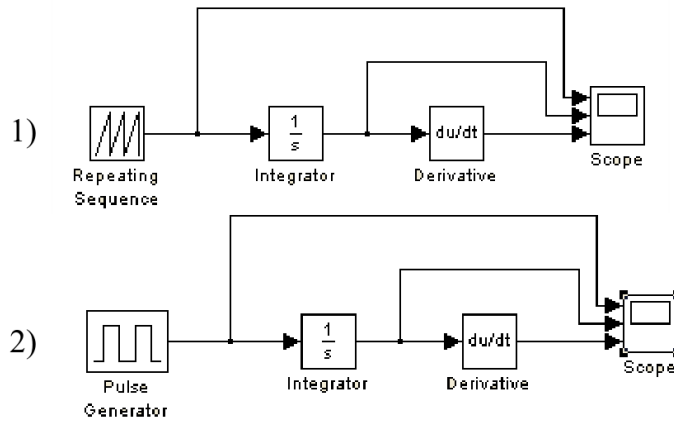 1)
1
s
du/dt
Repeating
Sequence
Integrator
Derivative
Scope
2)
1
s
du/dt
Pulse
Generator
Integrator
Derivative
Scope